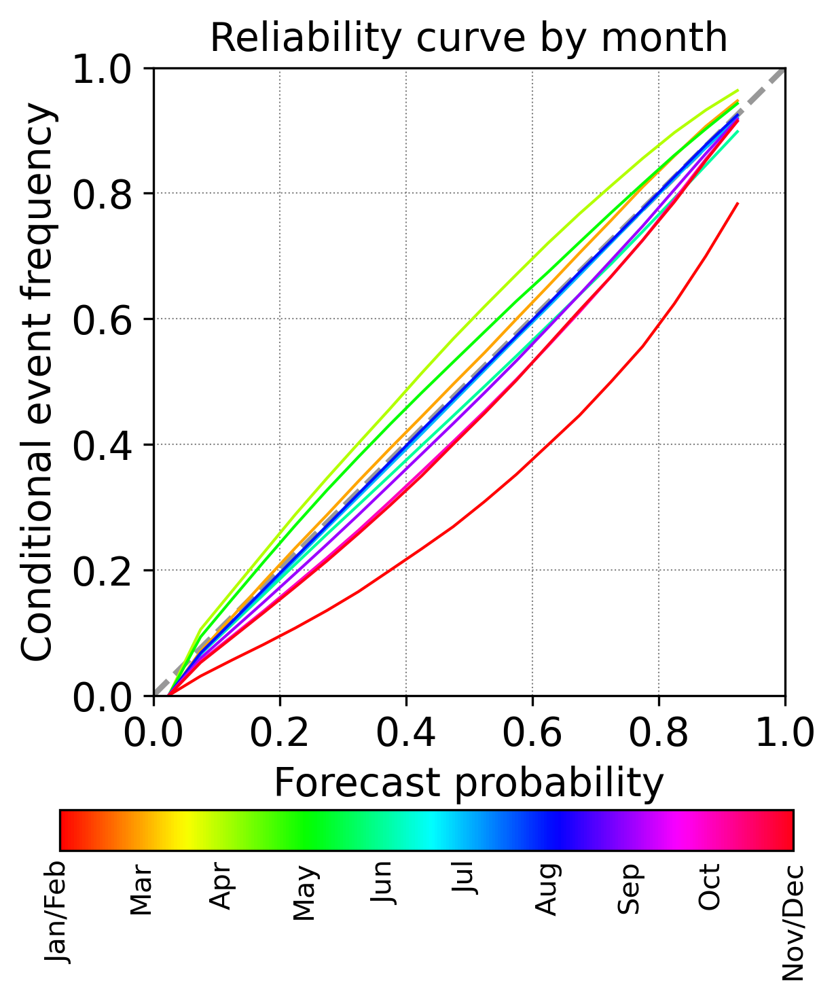 Reliability curve by month
1.0
0.8
0.6
0.4
0.2
0.0
Conditional event frequency
0.0 0.2 0.4 0.6 0.8 1.0
Forecast probability
Jan/Feb Mar Apr May Jun Jul Aug Sep Oct Nov/Dec